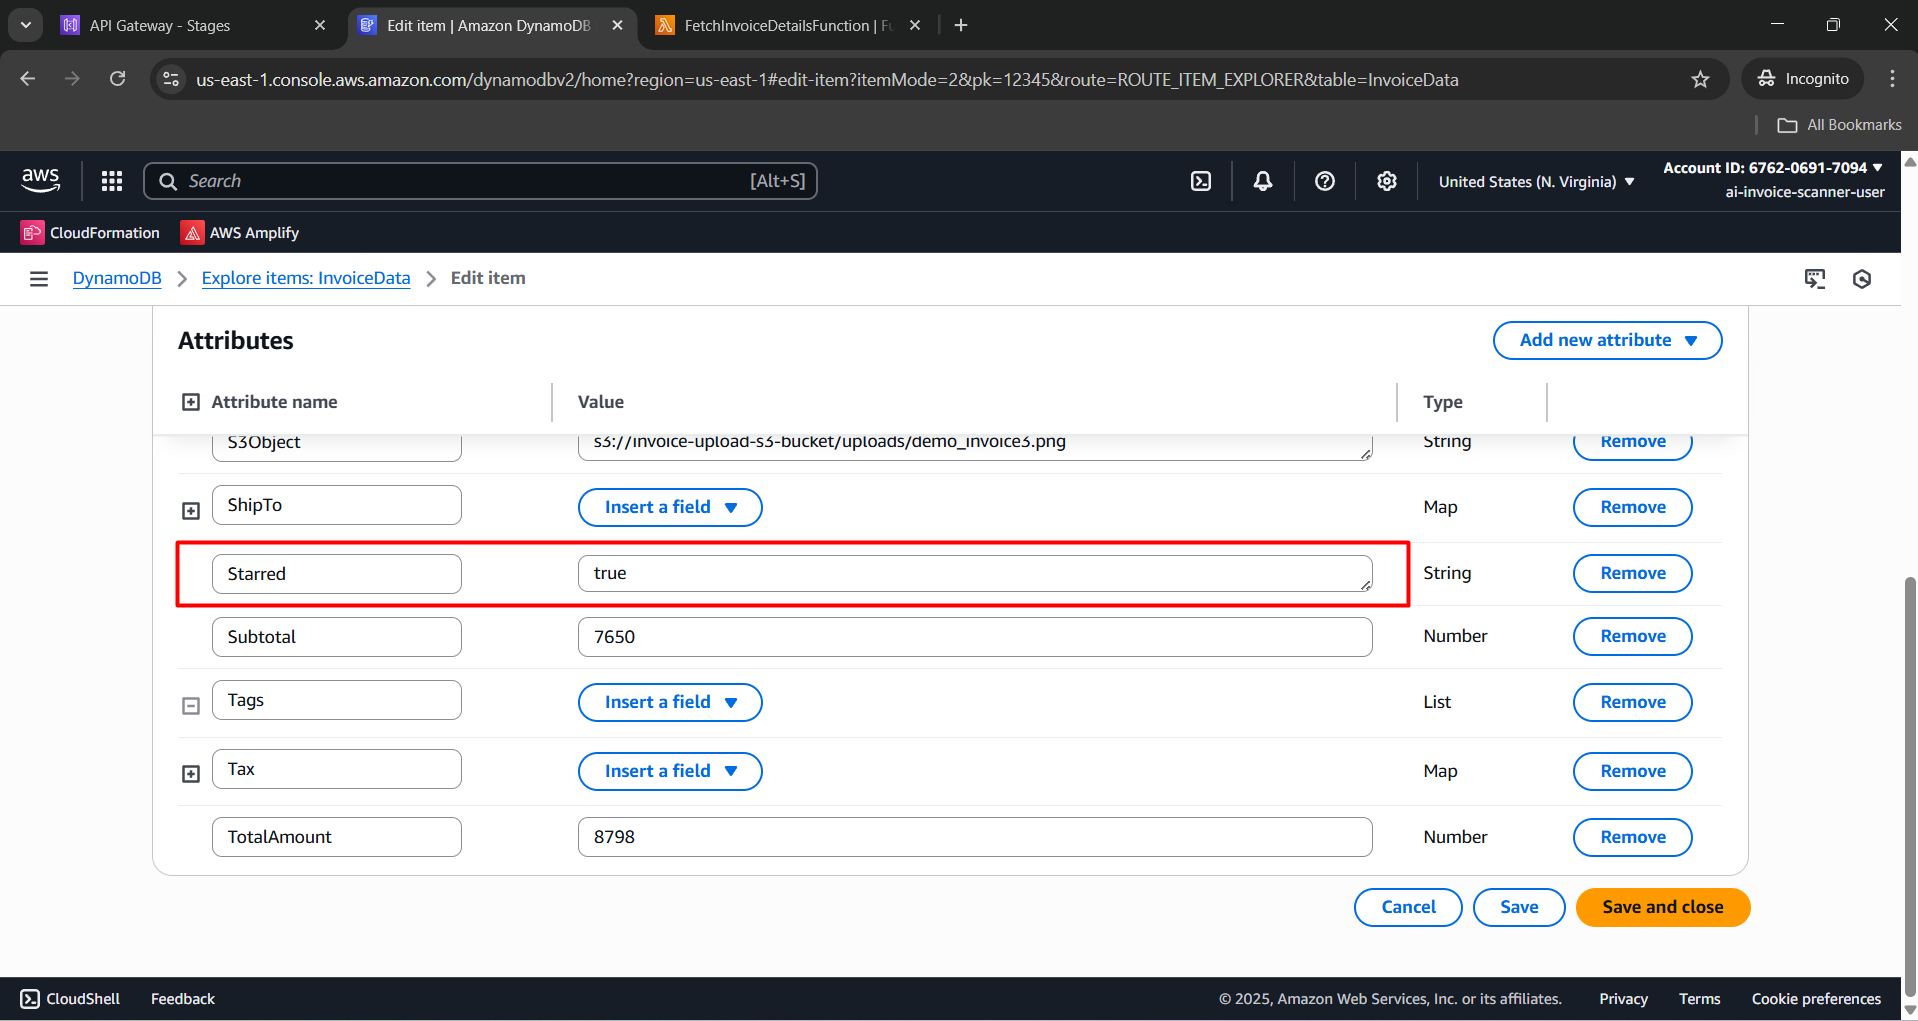 API Gateway - Stages
Edit item | Amazon DynamoDB
FetchInvoiceDetailsFunction | Fu
us-east-1.console.aws.amazon.com/dynamodbv2/home?region=us-east-1#edit-item?itemMode=2&pk=12345&route=ROUTE_ITEM_EXPLORER&table=InvoiceData
Incognito
All Bookmarks
aws
Search
[Alt+S]
United States (N. Virginia)
Account ID: 6762-0691-7094
ai-invoice-scanner-user
CloudFormation
AWS Amplify
DynamoDB
Explore items: InvoiceData
Edit item
Attributes
Add new attribute
Attribute name
Value
Type
S3Object
s3://invoice-upload-s3-bucket/uploads/demo_invoice3.png
String
Remove
ShipTo
Insert a field
Map
Remove
Starred
true
String
Remove
Subtotal
7650
Number
Remove
Tags
Insert a field
List
Remove
Tax
Insert a field
Map
Remove
TotalAmount
8798
Number
Remove
Cancel
Save
Save and close
CloudShell
Feedback
© 2025, Amazon Web Services, Inc. or its affiliates.
Privacy
Terms
Cookie preferences